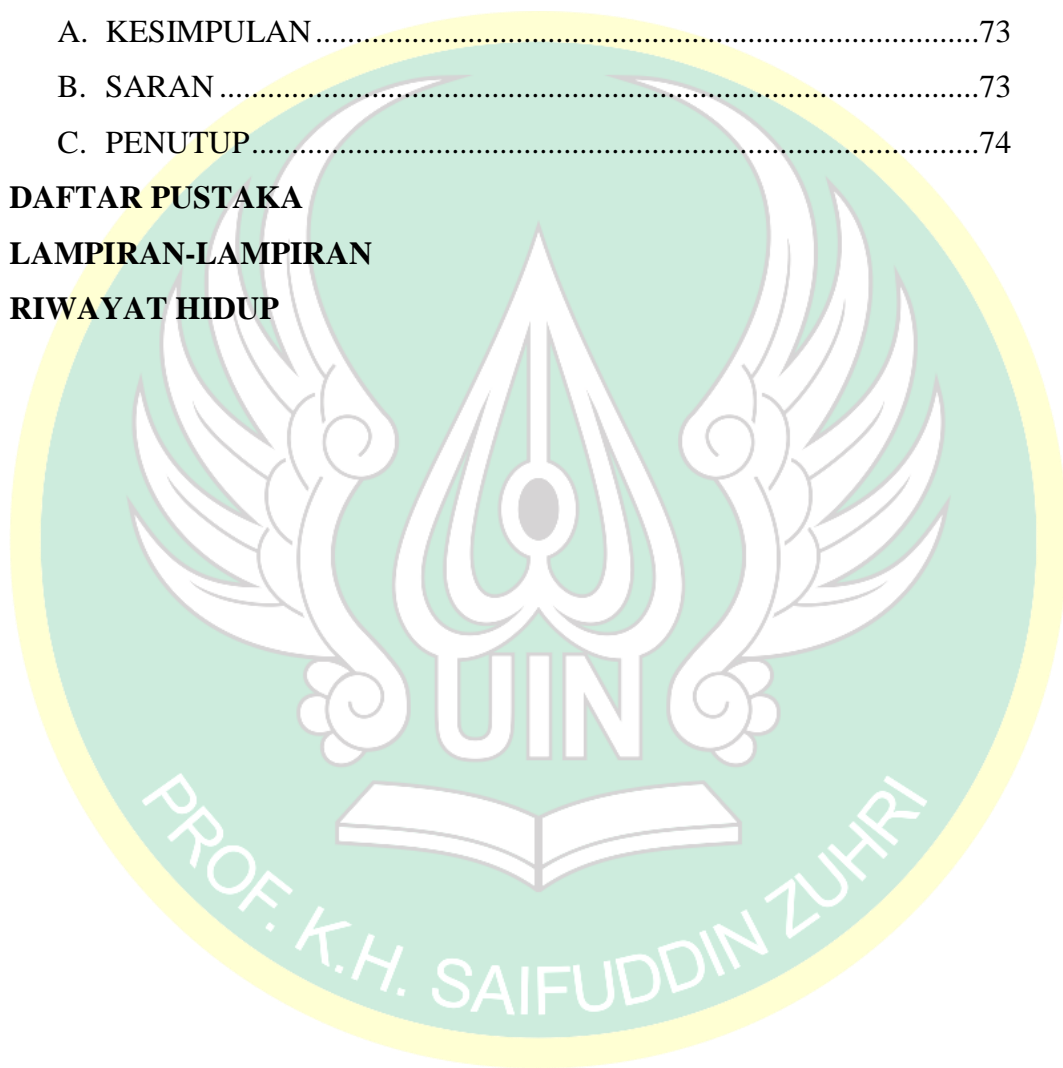 A. KESIMPULAN...................................................................................73
B. SARAN...............................................................................................73
C. PENUTUP...........................................................................................74
DAFTAR PUSTAKA
LAMPIRAN-LAMPIRAN
RIWAYAT HIDUP
UIN
PROF. K.H. SAIFUDDIN ZUHRI